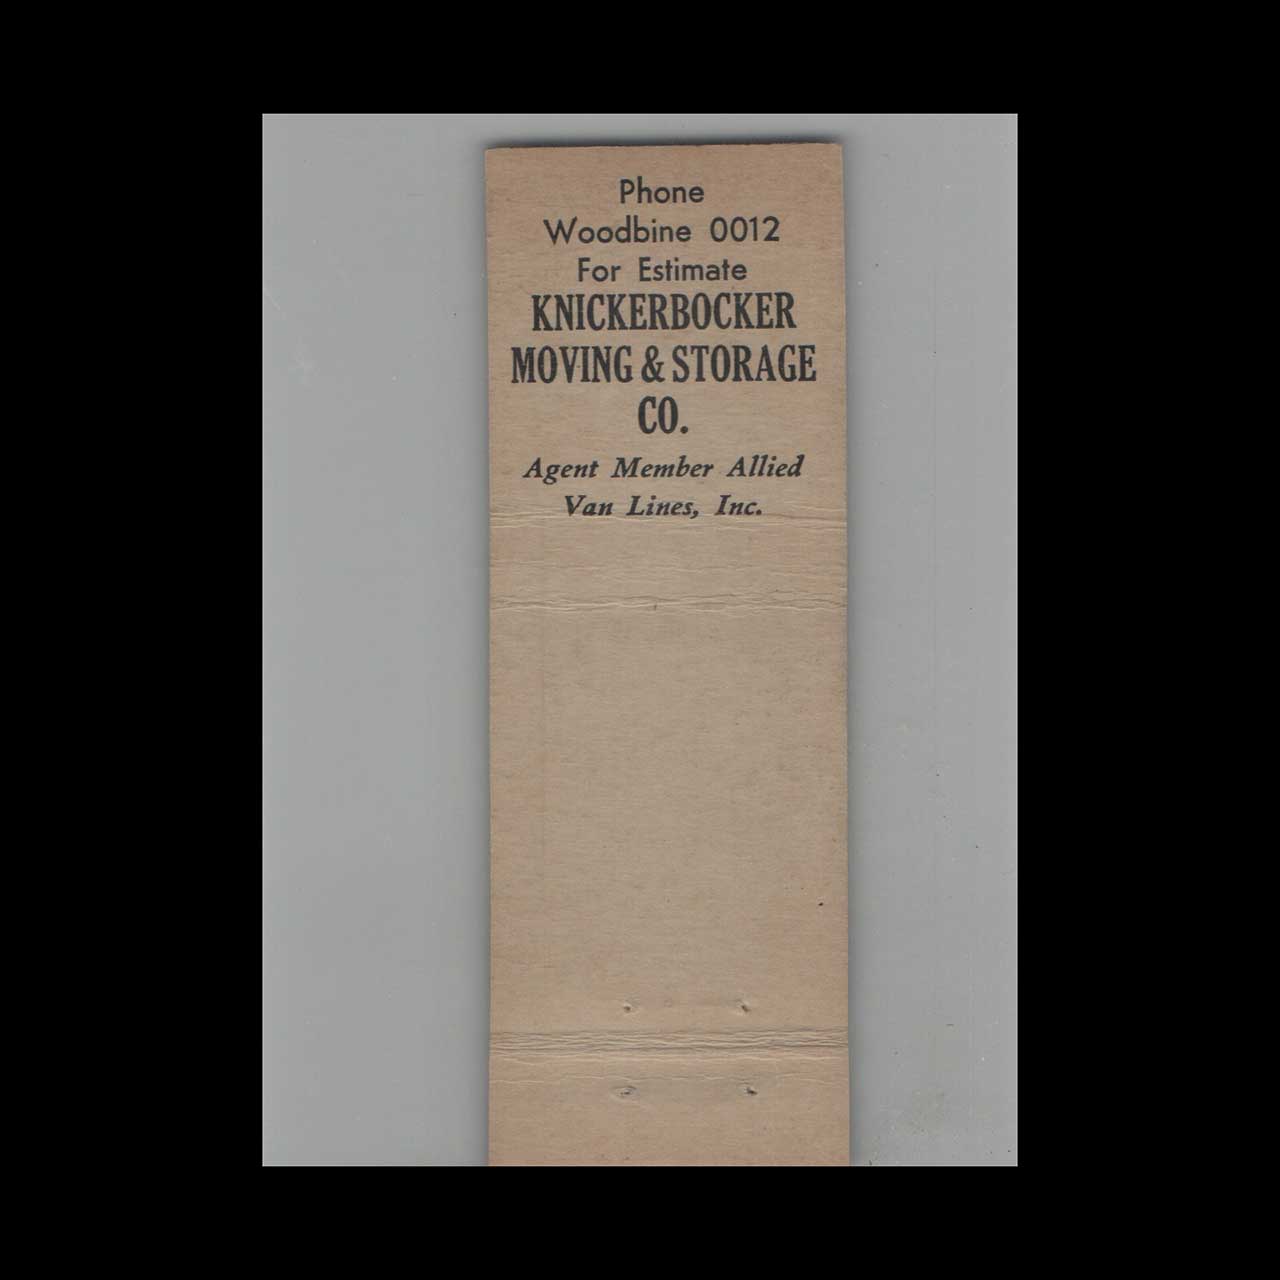 Phone
Woodbine 0012
For Estimate
KNICKERBOCKER
MOVING & STORAGE
CO.
Agent Member Allied
Van Lines, Inc.